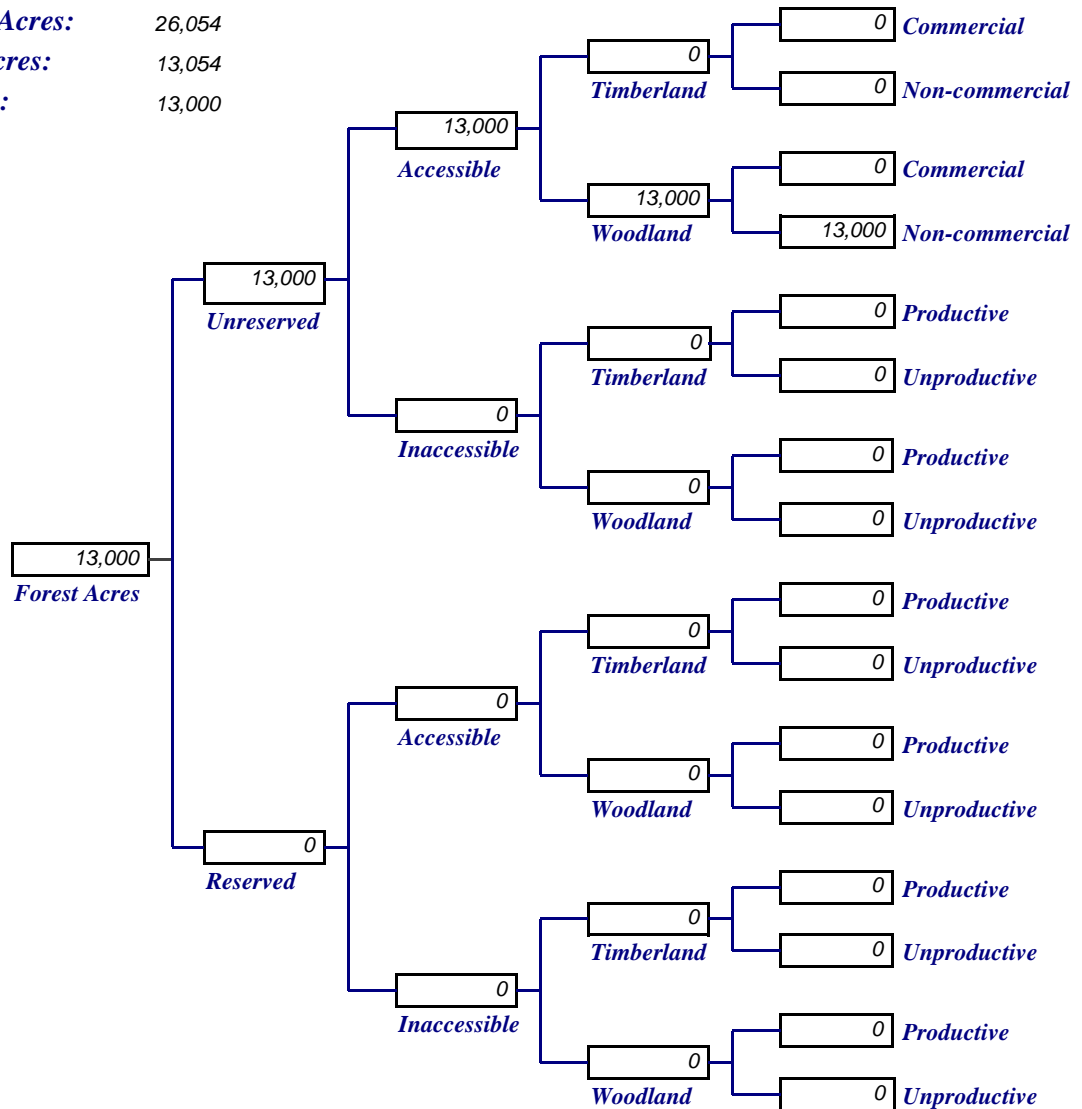 Acres: 26,054
cres: 13,054
: 13,000
0 Commercial
0
Timberland
0 Non-commercial
13,000
Accessible
0 Commercial
13,000
Woodland
13,000 Non-commercial
13,000
Unreserved
0 Productive
0
Timberland
0 Unproductive
0
Inaccessible
0 Productive
0
Woodland
0 Unproductive
13,000
Forest Acres
0 Productive
0
Timberland
0 Unproductive
0
Accessible
0 Productive
0
Woodland
0 Unproductive
0
Reserved
0 Productive
0
Timberland
0 Unproductive
0
Inaccessible
0 Productive
0
Woodland
0 Unproductive